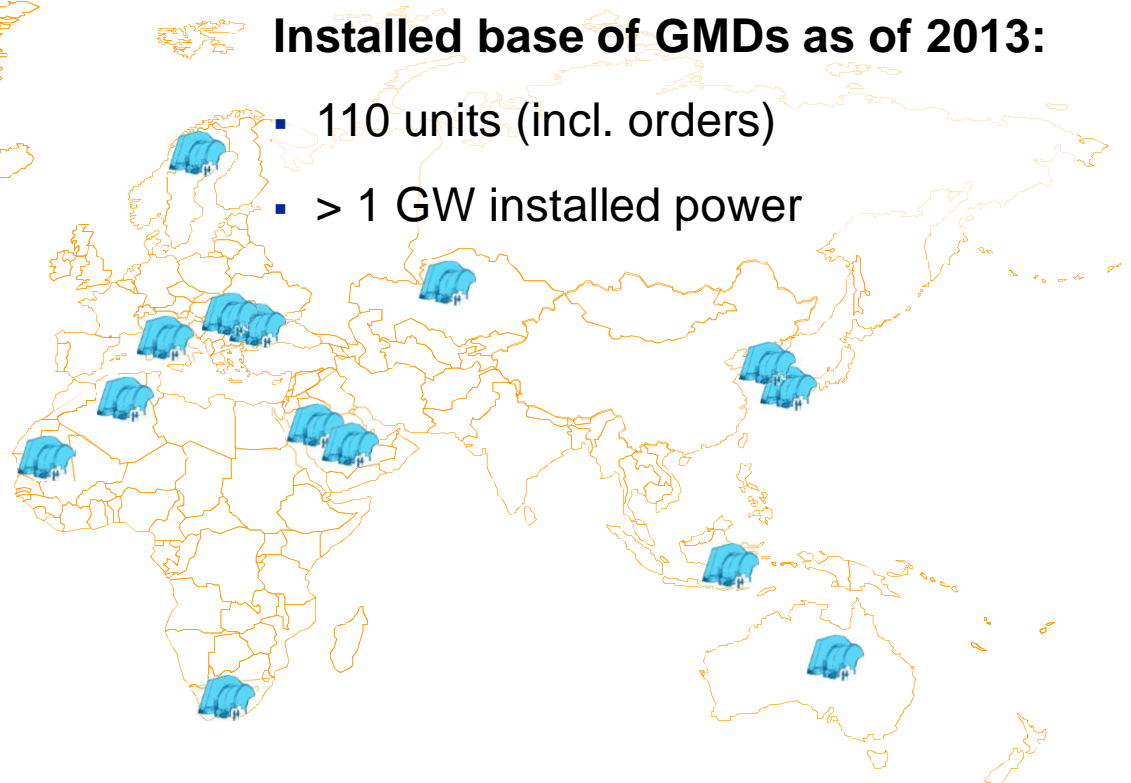 Installed base of GMDs as of 2013:
▪ 110 units (incl. orders)
▪ > 1 GW installed power